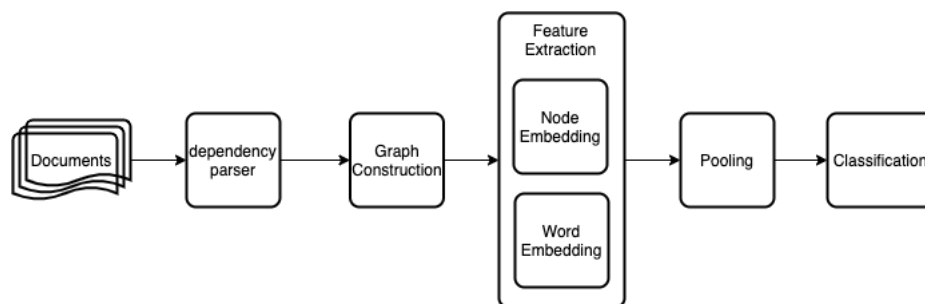 Documents
dependency
parser
Graph
Construction
Feature
Extraction
Node
Embedding
Word
Embedding
Pooling
Classification